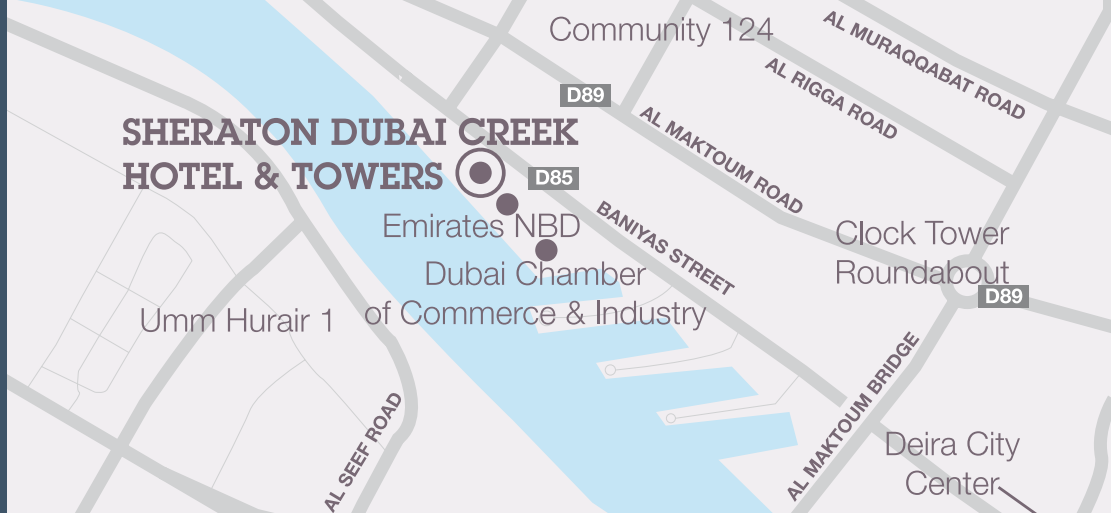 Community 124
AL MURAQQABAT ROAD
AL RIGGA ROAD
D89
AL MAKTOUM ROAD
SHERATON DUBAI CREEK
HOTEL & TOWERS
D85
Emirates NBD
BANIYAS STREET
Clock Tower
Roundabout
D89
Dubai Chamber
of Commerce & Industry
Umm Hurair 1
AL MAKTOUM BRIDGE
AL SEEF ROAD
Deira City
Center